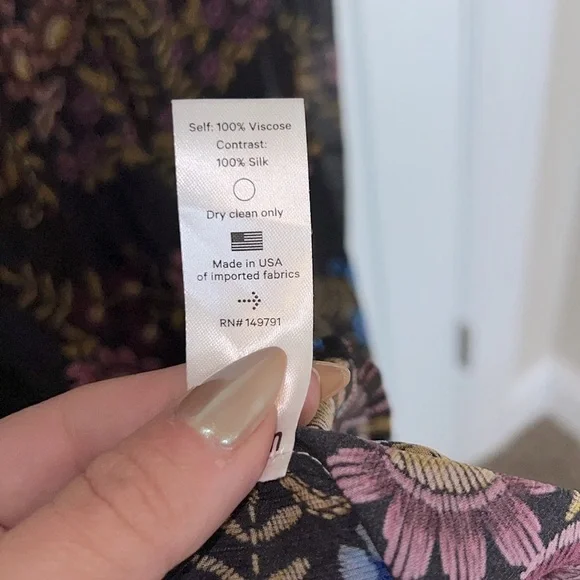 Self: 100% Viscose
Contrast:
100% Silk
Dry clean only
Made in USA
of imported fabrics
RN# 149791